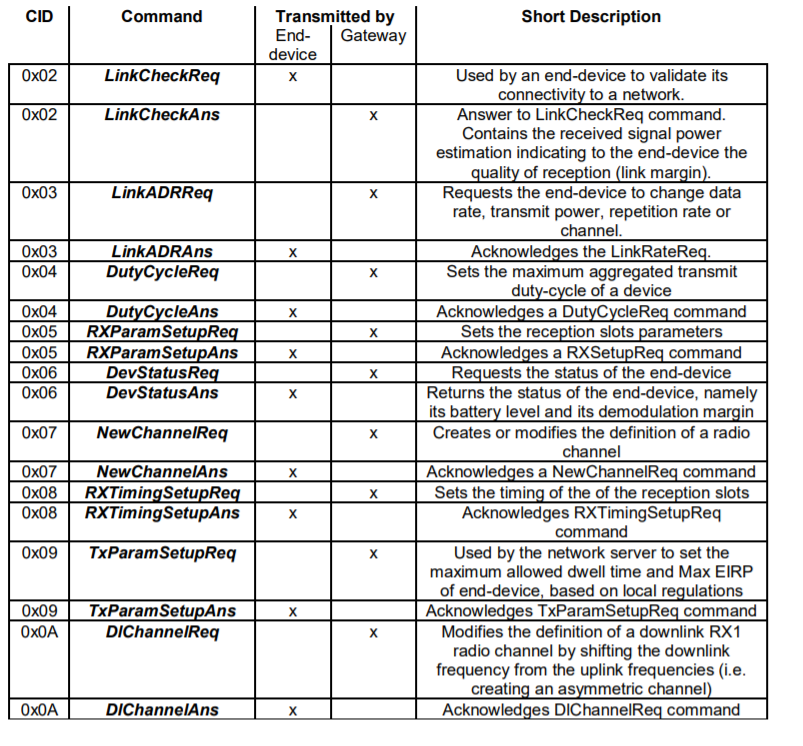 CID Command Transmitted by Short Description
End-device Gateway
0x02 LinkCheckReq x Used by an end-device to validate its
connectivity to a network.
0x02 LinkCheckAns x Answer to LinkCheckReq command.
Contains the received signal power
estimation indicating to the end-device the
quality of reception (link margin).
0x03 LinkADRReq x Requests the end-device to change data
rate, transmit power, repetition rate or
channel.
0x03 LinkADRAns x Acknowledges the LinkRateReq.
0x04 DutyCycleReq x Sets the maximum aggregated transmit
duty-cycle of a device
0x04 DutyCycleAns x Acknowledges a DutyCycleReq command
0x05 RXParamSetupReq x Sets the reception slots parameters
0x05 RXParamSetupAns x Acknowledges a RXSetupReq command
0x06 DevStatusReq x Requests the status of the end-device
0x06 DevStatusAns x Returns the status of the end-device, namely
its battery level and its demodulation margin
0x07 NewChannelReq x Creates or modifies the definition of a radio
channel
0x07 NewChannelAns x Acknowledges a NewChannelReq command
0x08 RXTimingSetupReq x Sets the timing of the of the reception slots
0x08 RXTimingSetupAns x Acknowledges RXTimingSetupReq
command
0x09 TxParamSetupReq x Used by the network server to set the
maximum allowed dwell time and Max EIRP
of end-device, based on local regulations
0x09 TxParamSetupAns x Acknowledges TxParamSetupReq command
0x0A DlChannelReq x Modifies the definition of a downlink RX1
radio channel by shifting the downlink
frequency from the uplink frequencies (i.e.
creating an asymmetric channel)
0x0A DlChannelAns x Acknowledges DlChannelReq command